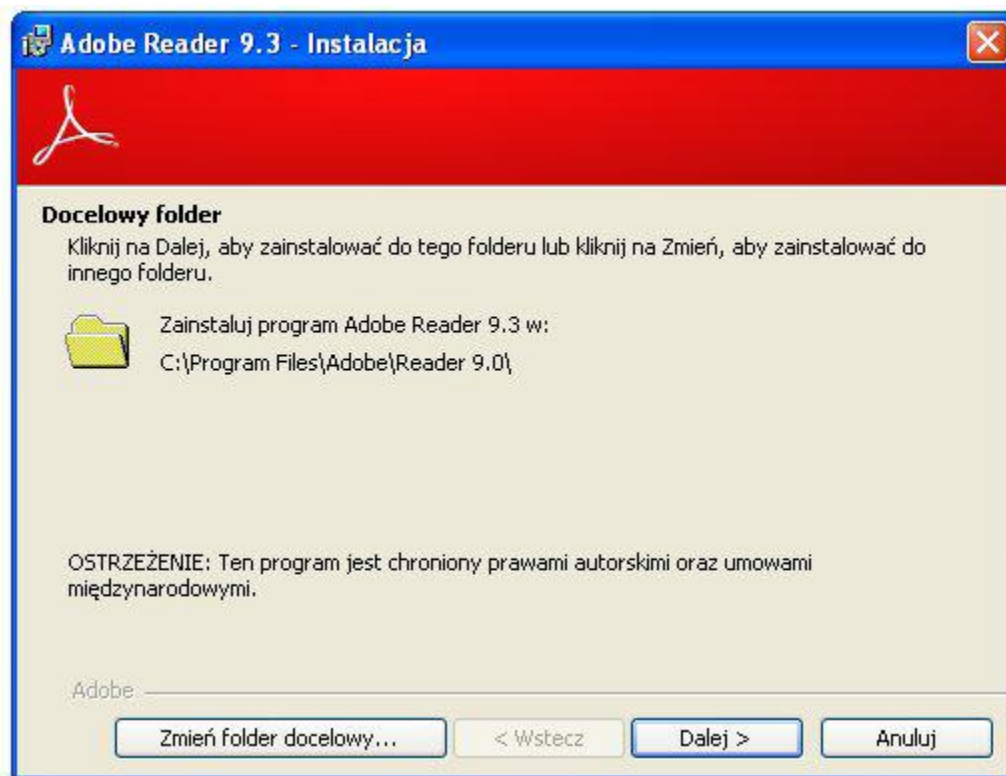 Adobe Reader 9.3 - Instalacja
Docelowy folder
Kliknij na Dalej, aby zainstalować do tego folderu lub kliknij na Zmień, aby zainstalować do
innego folderu.
Zainstaluj program Adobe Reader 9.3 w:
C:\Program Files\Adobe\Reader 9.0\
OSTRZEŻENIE: Ten program jest chroniony prawami autorskimi oraz umowami
międzynarodowymi.
Adobe
Zmień folder docelowy... < Wstecz Dalej > Anuluj